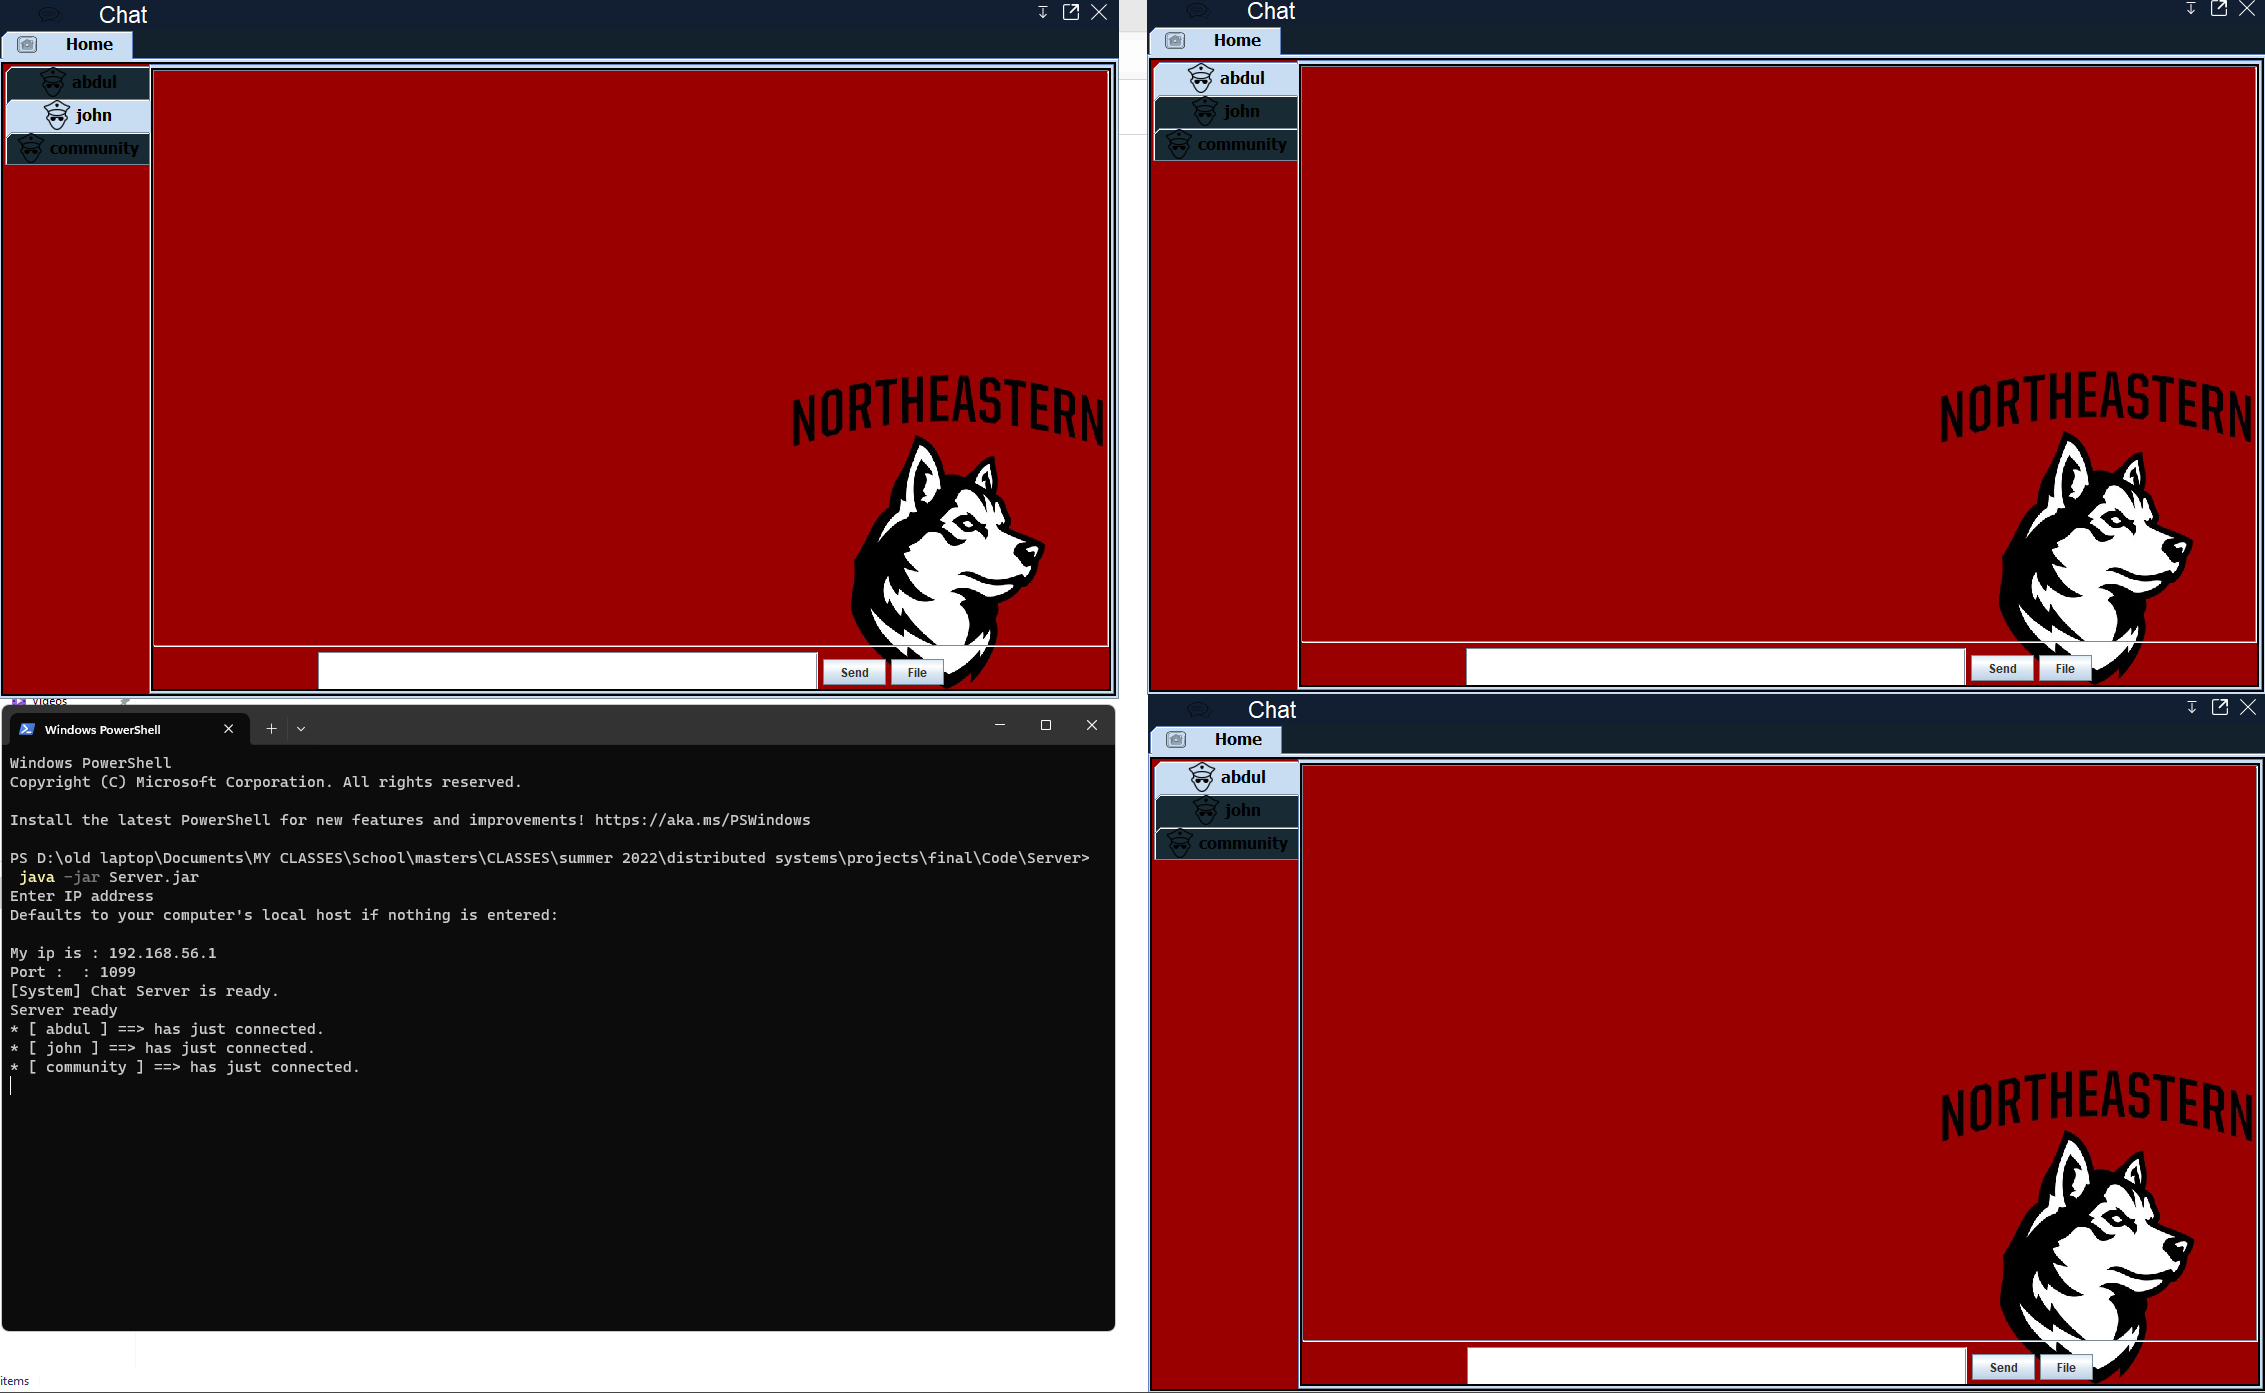 Chat
Home
abdul
john
community
NORTHEASTERN
Send
File
Chat
Home
abdul
john
community
NORTHEASTERN
Send
File
Videos
Windows PowerShell
Windows PowerShell
Copyright (C) Microsoft Corporation. All rights reserved.
Install the latest PowerShell for new features and improvements! https://aka.ms/PSWindows
PS D:\old laptop\Documents\MY CLASSES\School\masters\CLASSES\summer 2022\distributed systems\projects\final\Code\Server>
java -jar Server.jar
Enter IP address
Defaults to your computer's local host if nothing is entered:
My ip is : 192.168.56.1
Port :  : 1099
[System] Chat Server is ready.
Server ready
* [ abdul ] ==> has just connected.
* [ john ] ==> has just connected.
* [ community ] ==> has just connected.
items
Chat
Home
abdul
john
community
NORTHEASTERN
Send
File